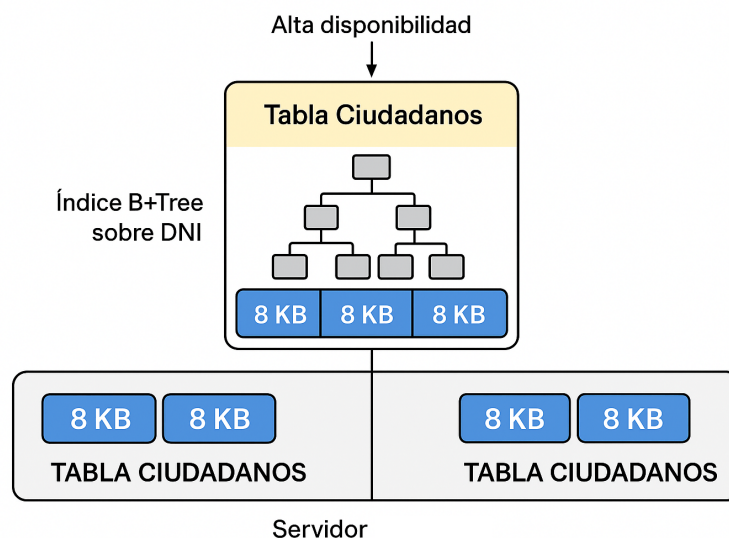 Alta disponibilidad
Tabla Ciudadanos
Índice B+Tree
sobre DNI
8 KB 8 KB 8 KB
8 KB 8 KB 8 KB 8 KB
TABLA CIUDADANOS TABLA CIUDADANOS
Servidor